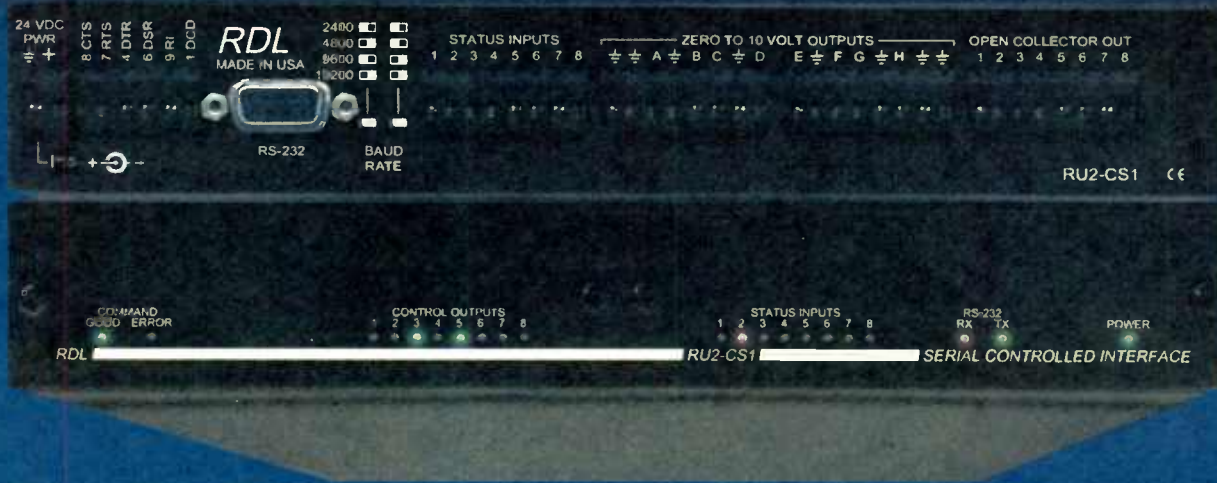 24 VDC
PWR
8 CTS
7 RTS
4 DTR
6 DSR
9 RI
1 DCD
RDL
MADE IN USA
2400
4800
9600
19200
STATUS INPUTS
1 2 3 4 5 6 7 8
ZERO TO 10 VOLT OUTPUTS
A B C D E F G H
OPEN COLLECTOR OUT
1 2 3 4 5 6 7 8
RS-232
BAUD
RATE
RU2-CS1 CE
COMMAND
GOOD ERROR
CONTROL OUTPUTS
1 2 3 4 5 6 7 8
STATUS INPUTS
1 2 3 4 5 6 7 8
RS-232
RX TX
POWER
RDL RU2-CS1 SERIAL CONTROLLED INTERFACE